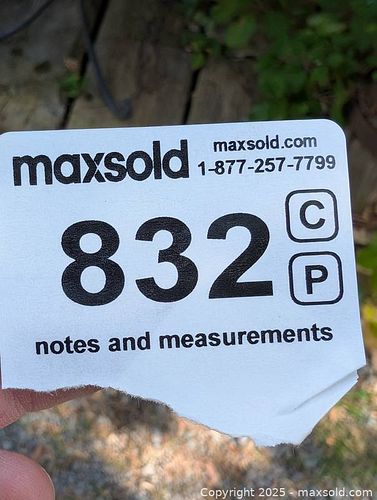 maxsold
maxsold.com
1-877-257-7799
832
C
P
notes and measurements
Copyright 2025 - maxsold.com